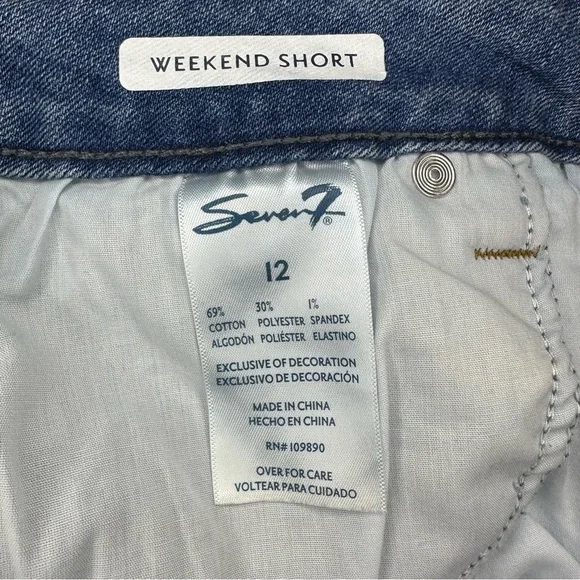 WEEKEND SHORT
Seven7®
12
69% 30% 1%
COTTON POLYESTER SPANDEX
ALGODÓN POLIÉSTER ELASTINO
EXCLUSIVE OF DECORATION
EXCLUSIVO DE DECORACIÓN
MADE IN CHINA
HECHO EN CHINA
RN# 109890
OVER FOR CARE
VOLTEAR PARA CUIDADO